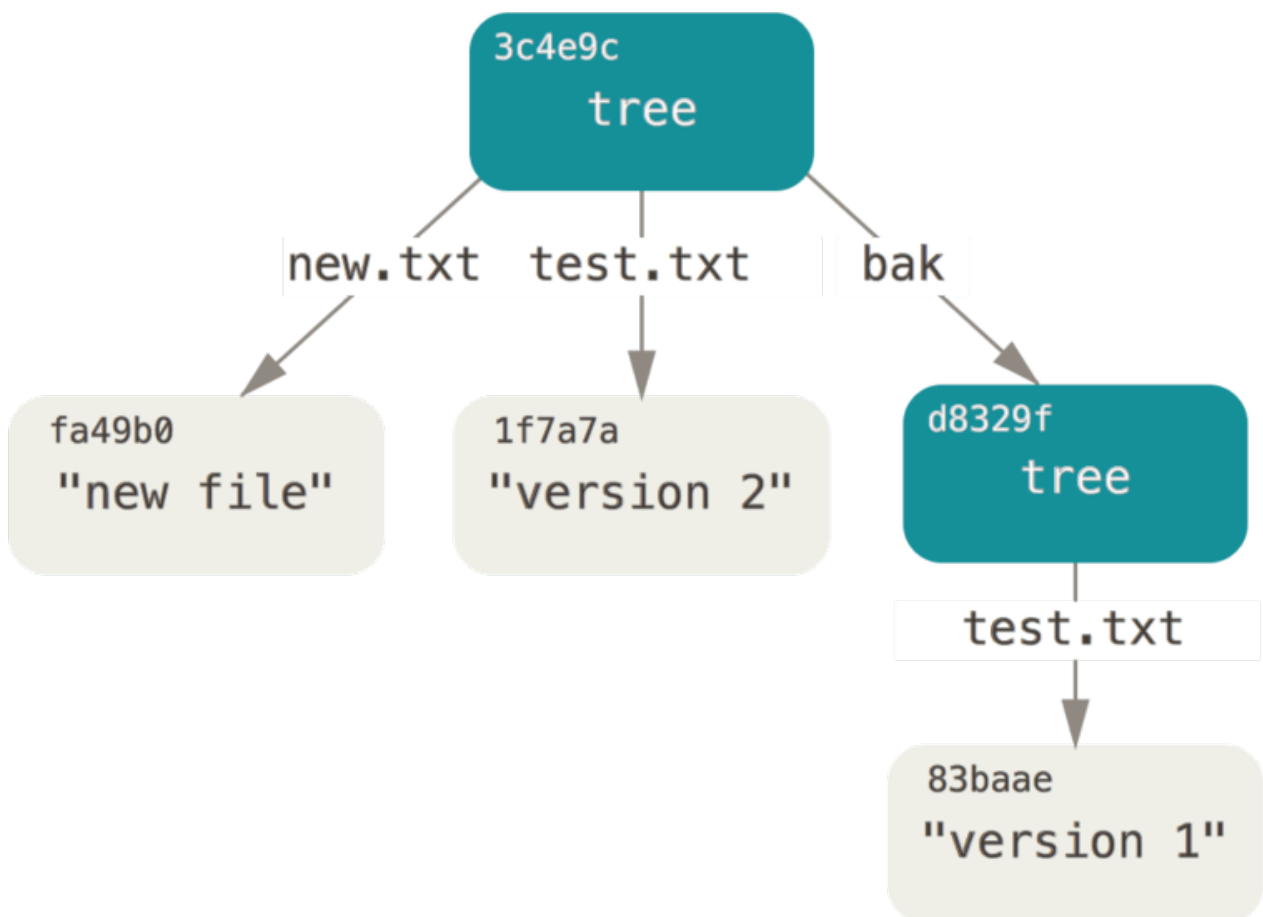 3c4e9c
tree
new.txt test.txt bak
fa49b0
"new file"
1f7a7a
"version 2"
d8329f
tree
test.txt
83baae
"version 1"